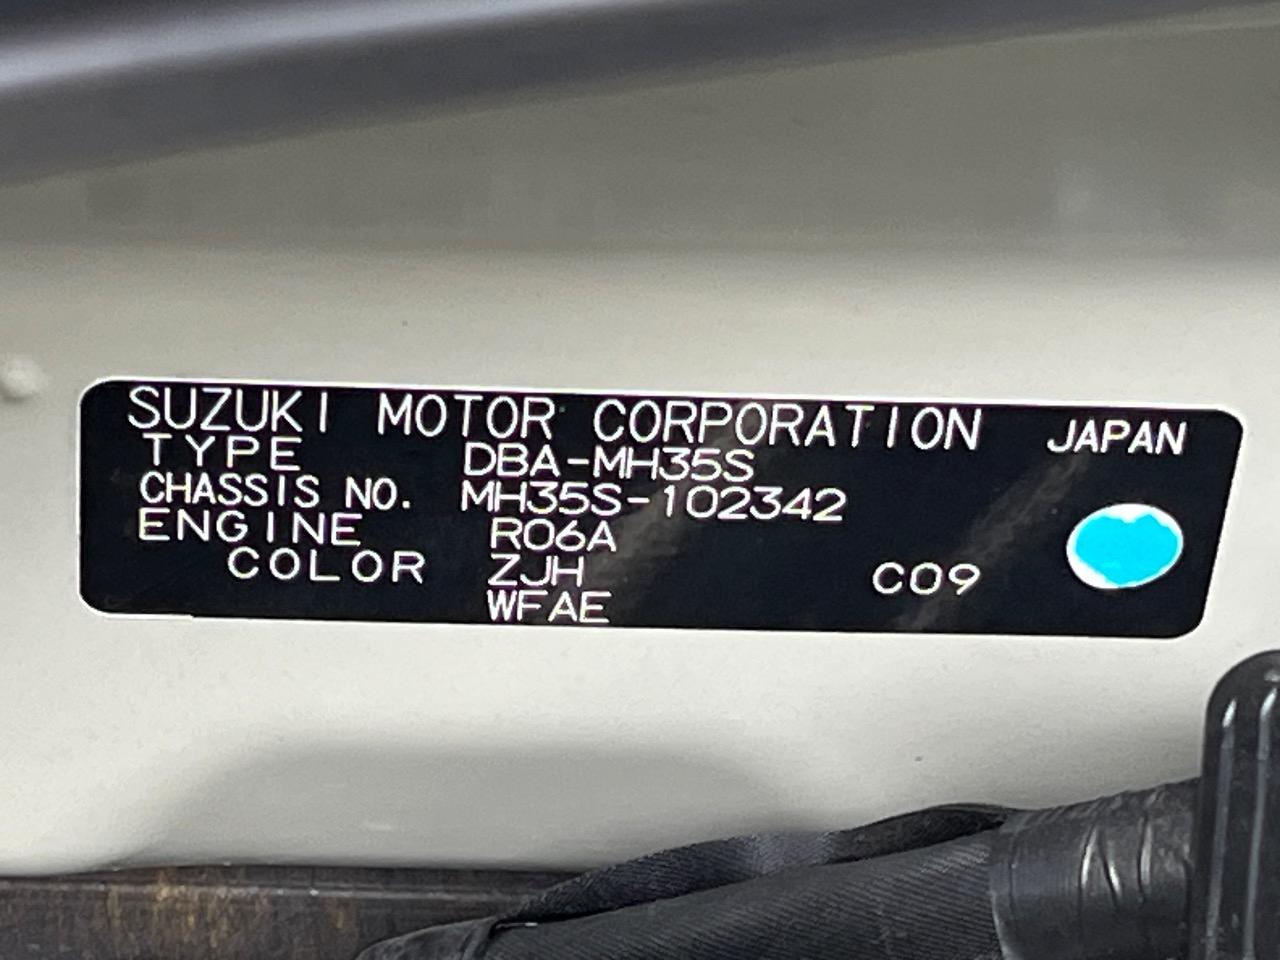 SUZUKI MOTOR CORPORATION JAPAN
TYPE DBA-MH35S
CHASSIS NO. MH35S-102342
ENGINE R06A
COLOR ZJH C09
WFAE